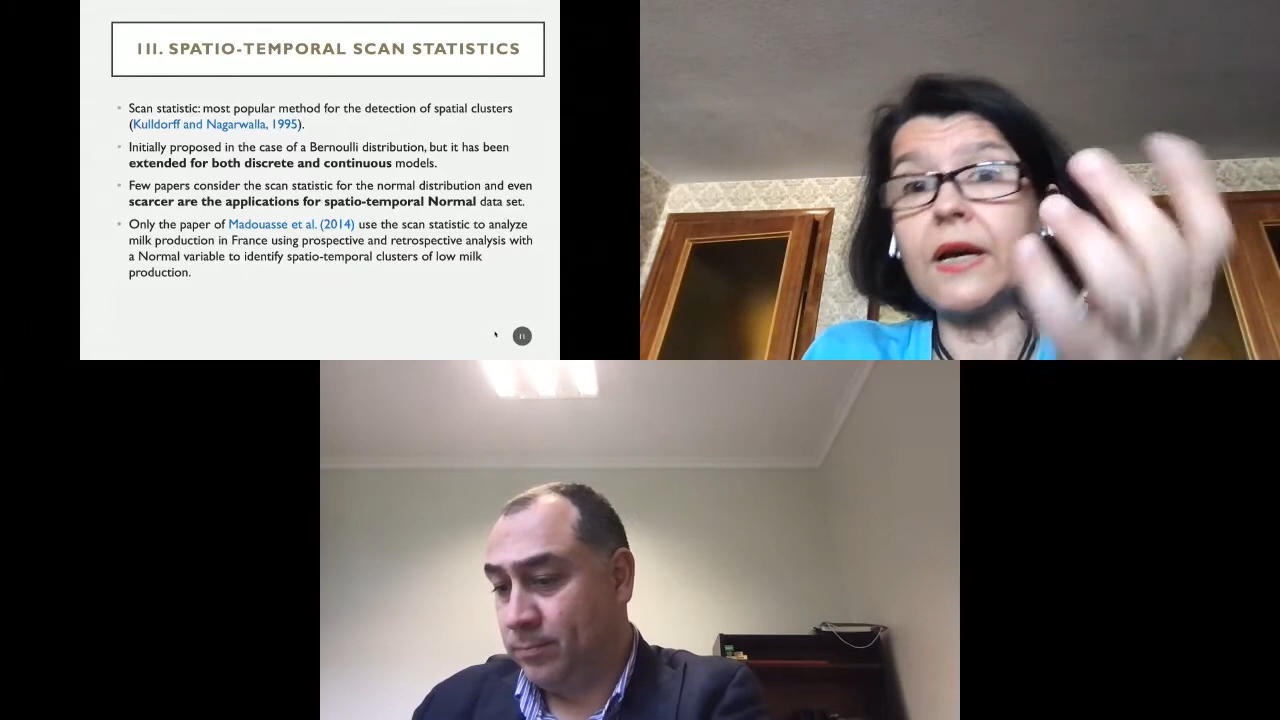 III. SPATIO-TEMPORAL SCAN STATISTICS
• Scan statistic: most popular method for the detection of spatial clusters
(Kulldorff and Nagarwalla, 1995).
• Initially proposed in the case of a Bernoulli distribution, but it has been
extended for both discrete and continuous models.
• Few papers consider the scan statistic for the normal distribution and even
scarcer are the applications for spatio-temporal Normal data set.
• Only the paper of Madouasse et al. (2014) use the scan statistic to analyze
milk production in France using prospective and retrospective analysis with
a Normal variable to identify spatio-temporal clusters of low milk
production.
11